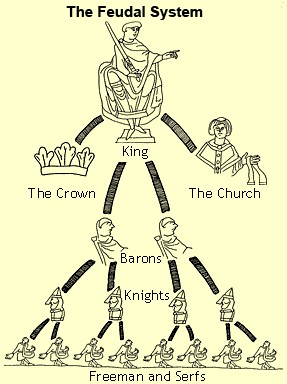 The Feudal System
King
The Crown
The Church
Barons
Knights
Freeman and Serfs